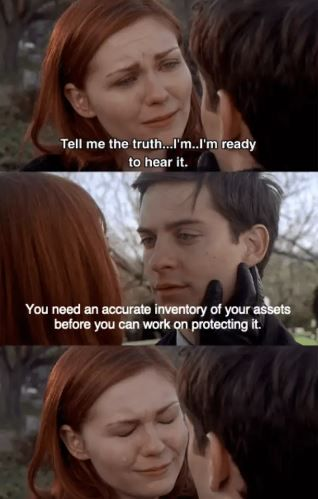 Tell me the truth...I'm..I'm ready
to hear it.
You need an accurate inventory of your assets
before you can work on protecting it.